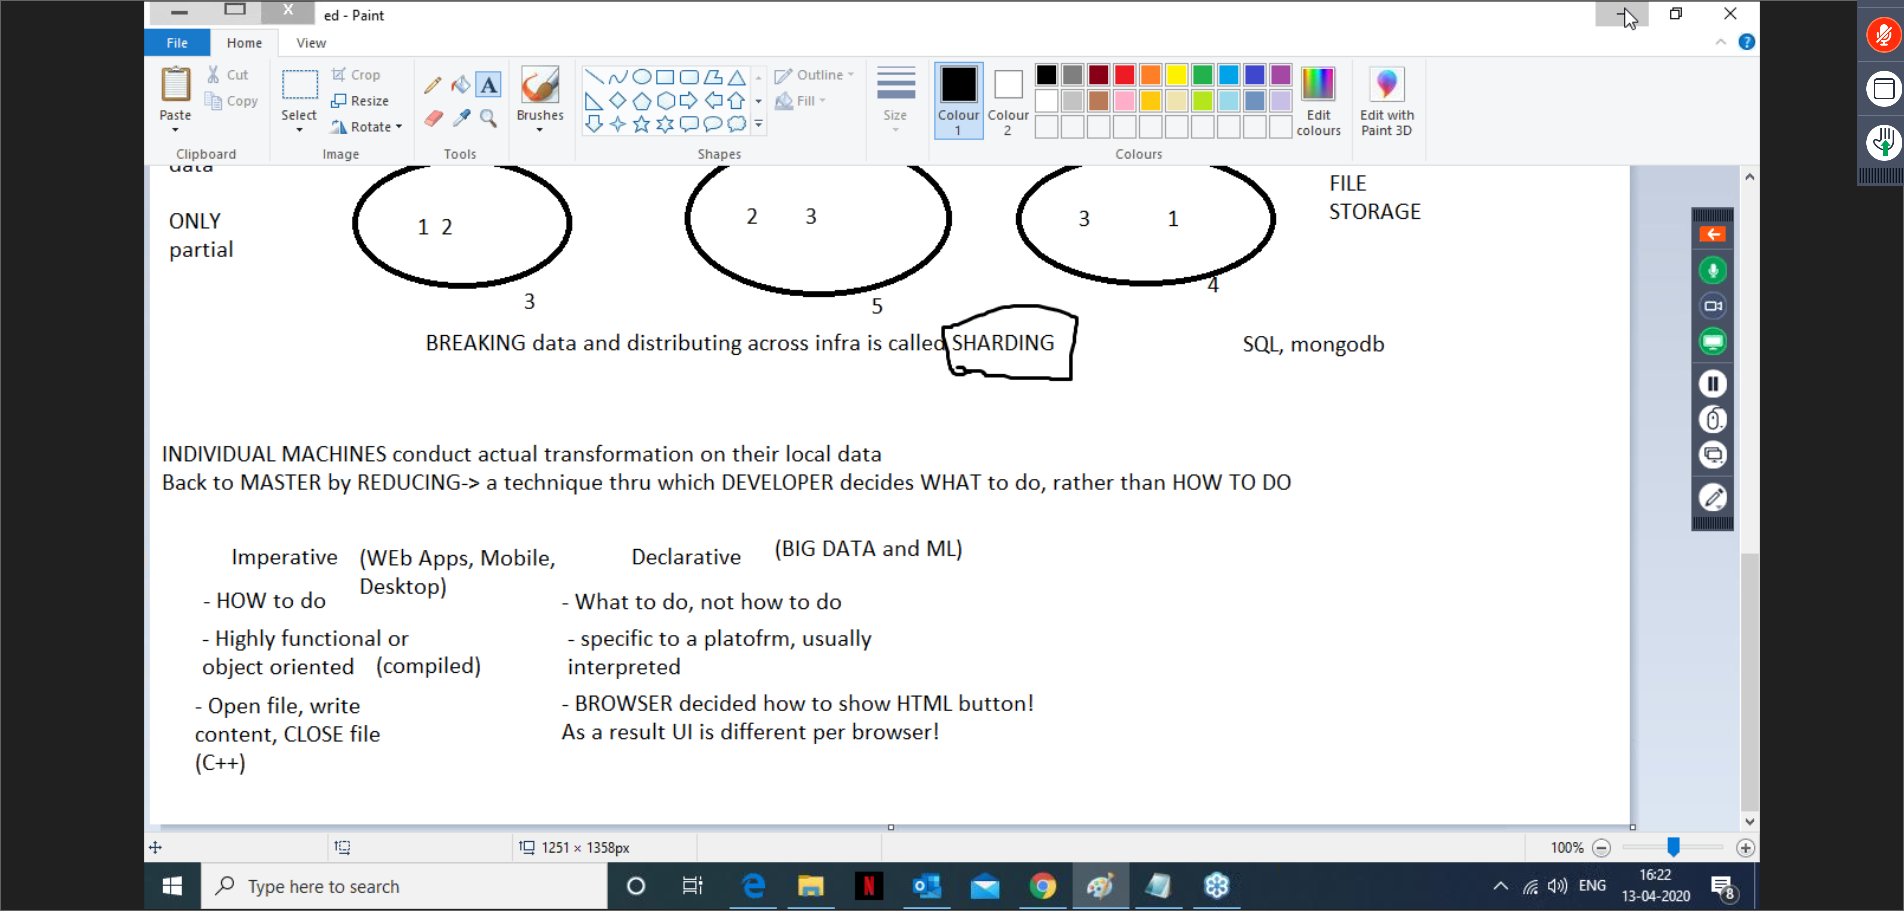 X
ed - Paint
File
Home
View
Paste
Cut
Copy
Clipboard
Select
Crop
Resize
Rotate
Image
A
Tools
Brushes
Shapes
Outline
Fill
Size
Colour 1
Colour 2
Edit colours
Edit with Paint 3D
Colours
data
ONLY
partial
1 2
3
2 3
5
3 1
4
FILE
STORAGE
BREAKING data and distributing across infra is called SHARDING
SQL, mongodb
INDIVIDUAL MACHINES conduct actual transformation on their local data
Back to MASTER by REDUCING-> a technique thru which DEVELOPER decides WHAT to do, rather than HOW TO DO
Imperative
(WEb Apps, Mobile,
Desktop)
- HOW to do
- Highly functional or
object oriented (compiled)
- Open file, write
content, CLOSE file
(C++)
Declarative
(BIG DATA and ML)
- What to do, not how to do
- specific to a platofrm, usually
interpreted
- BROWSER decided how to show HTML button!
As a result UI is different per browser!
1251 × 1358px
100%
Type here to search
N
ENG
16:22
13-04-2020
8